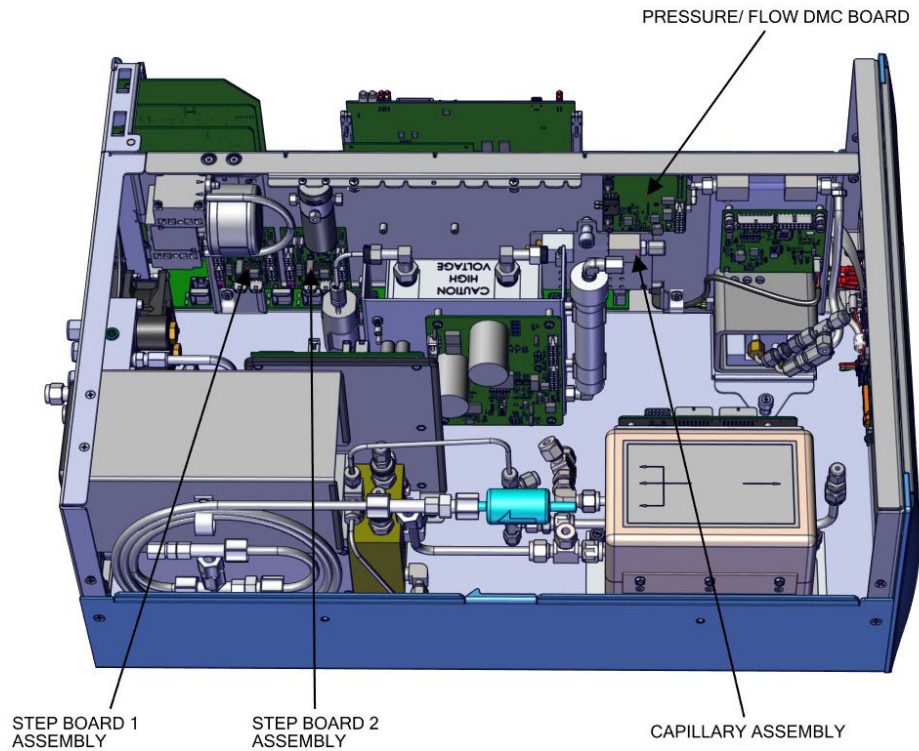 PRESSURE/ FLOW DMC BOARD
CAUTION
HIGH
VOLTAGE
STEP BOARD 1
ASSEMBLY
STEP BOARD 2
ASSEMBLY
CAPILLARY ASSEMBLY